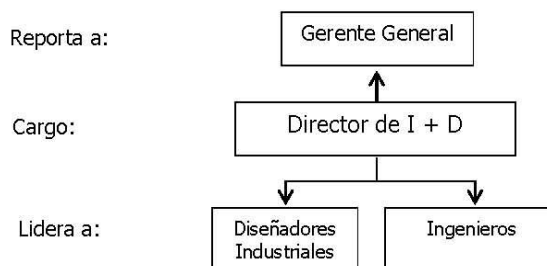 Reporta a:
Gerente General
Cargo:
Director de I + D
Lidera a:
Diseñadores
Industriales
Ingenieros